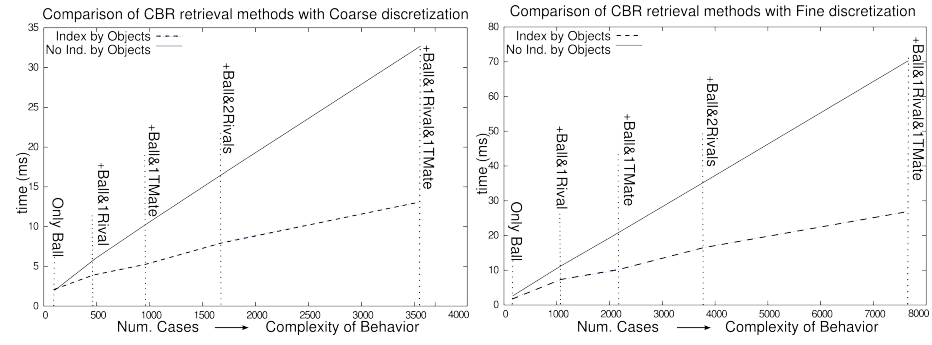 Comparison of CBR retrieval methods with Coarse discretization
35
30
25
20
15
10
5
0
time (ms)
Index by Objects
No Ind. by Objects
Only Ball
+Ball&1Rival
+Ball&1TMate
+Ball&2Rivals
+Ball&1Rival&1TMate
0 500 1000 1500 2000 2500 3000 3500 4000
Num. Cases Complexity of Behavior
Comparison of CBR retrieval methods with Fine discretization
80
70
60
50
40
30
20
10
0
time (ms)
Index by Objects
No Ind. by Objects
Only Ball
+Ball&1Rival
+Ball&1TMate
+Ball&2Rivals
+Ball&1Rival&1TMate
0 1000 2000 3000 4000 5000 6000 7000 8000
Num. Cases Complexity of Behavior